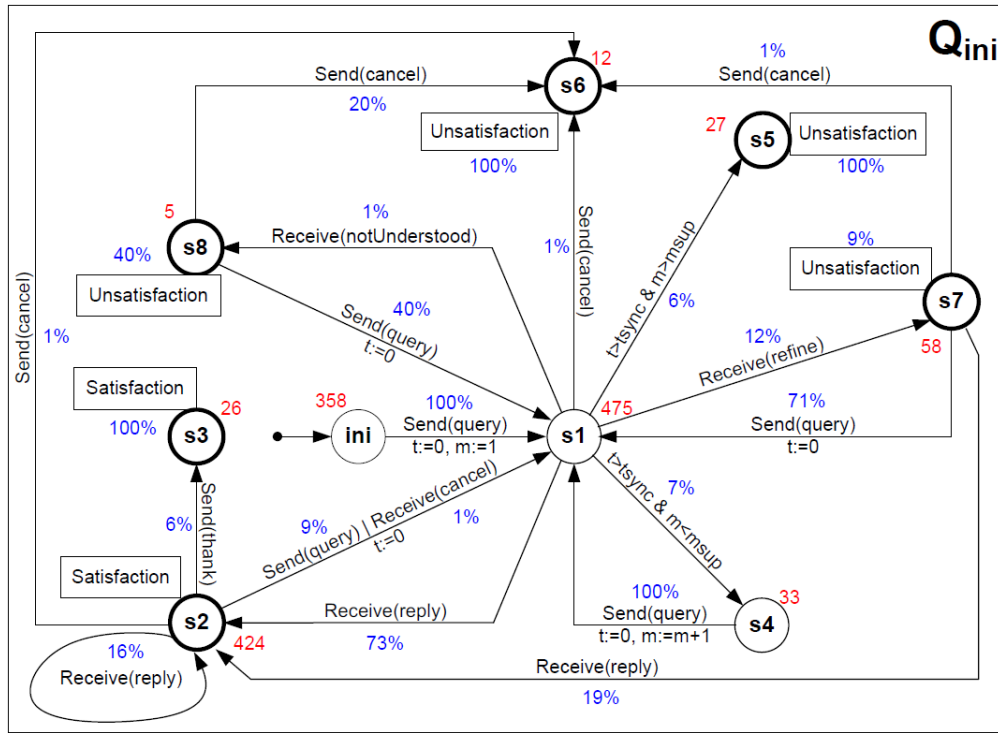 Q ini
12
1%
Send(cancel)
Send(cancel)
s6
20%
27
Unsatisfaction
s5
Unsatisfaction
100%
100%
5
1%
Receive(notUnderstood)
s8
40%
Unsatisfaction
Send(cancel)
1%
t>tsync & m>msup
6%
9%
Unsatisfaction
s7
58
Send(cancel)
1%
40%
Send(query)
t:=0
12%
Receive(refine)
Satisfaction
26
100%
s3
358
ini
100%
Send(query)
t:=0, m:=1
s1
475
71%
Send(query)
t:=0
Send(thank)
6%
9%
Send(query) | Receive(cancel)
1%
t:=0
t>tsync & m<msup
7%
Satisfaction
s2
424
Receive(reply)
73%
100%
Send(query)
t:=0, m:=m+1
33
s4
16%
Receive(reply)
Receive(reply)
19%